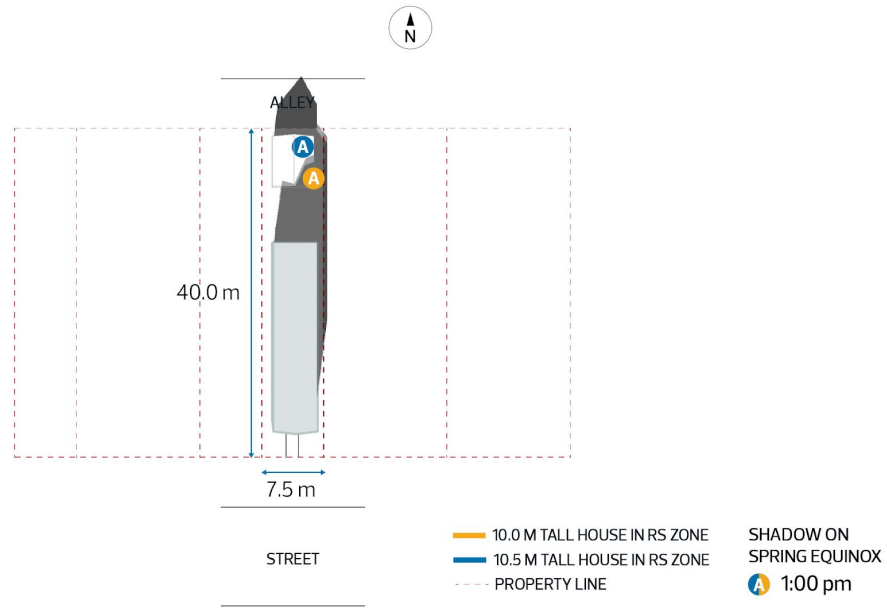 N
ALLEY
A
A
40.0 m
7.5 m
STREET
10.0 M TALL HOUSE IN RS ZONE
10.5 M TALL HOUSE IN RS ZONE
PROPERTY LINE
SHADOW ON
SPRING EQUINOX
A 1:00 pm